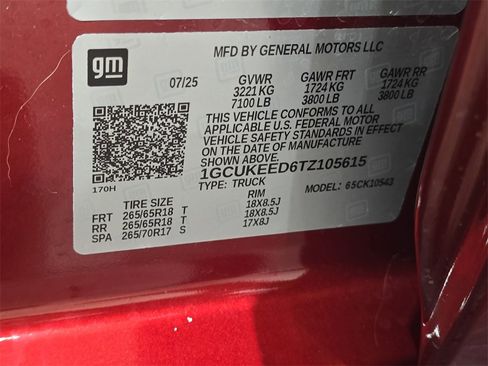 gm
MFD BY GENERAL MOTORS LLC
07/25 GVWR GAWR FRT GAWR RR
3221 KG 1724 KG 1724 KG
7100 LB 3800 LB 3800 LB
THIS VEHICLE CONFORMS TO ALL
APPLICABLE U.S. FEDERAL MOTOR
VEHICLE SAFETY STANDARDS IN EFFECT
ON THE DATE OF MANUFACTURE
SHOWN ABOVE.
1GCUKEED6TZ105615
170H
TYPE: TRUCK MODEL: 65CK10543
TIRE SIZE RIM
FRT 265/65R18 T 18X8.5J
RR 265/65R18 T 18X8.5J
SPA 265/70R17 S 17X8J